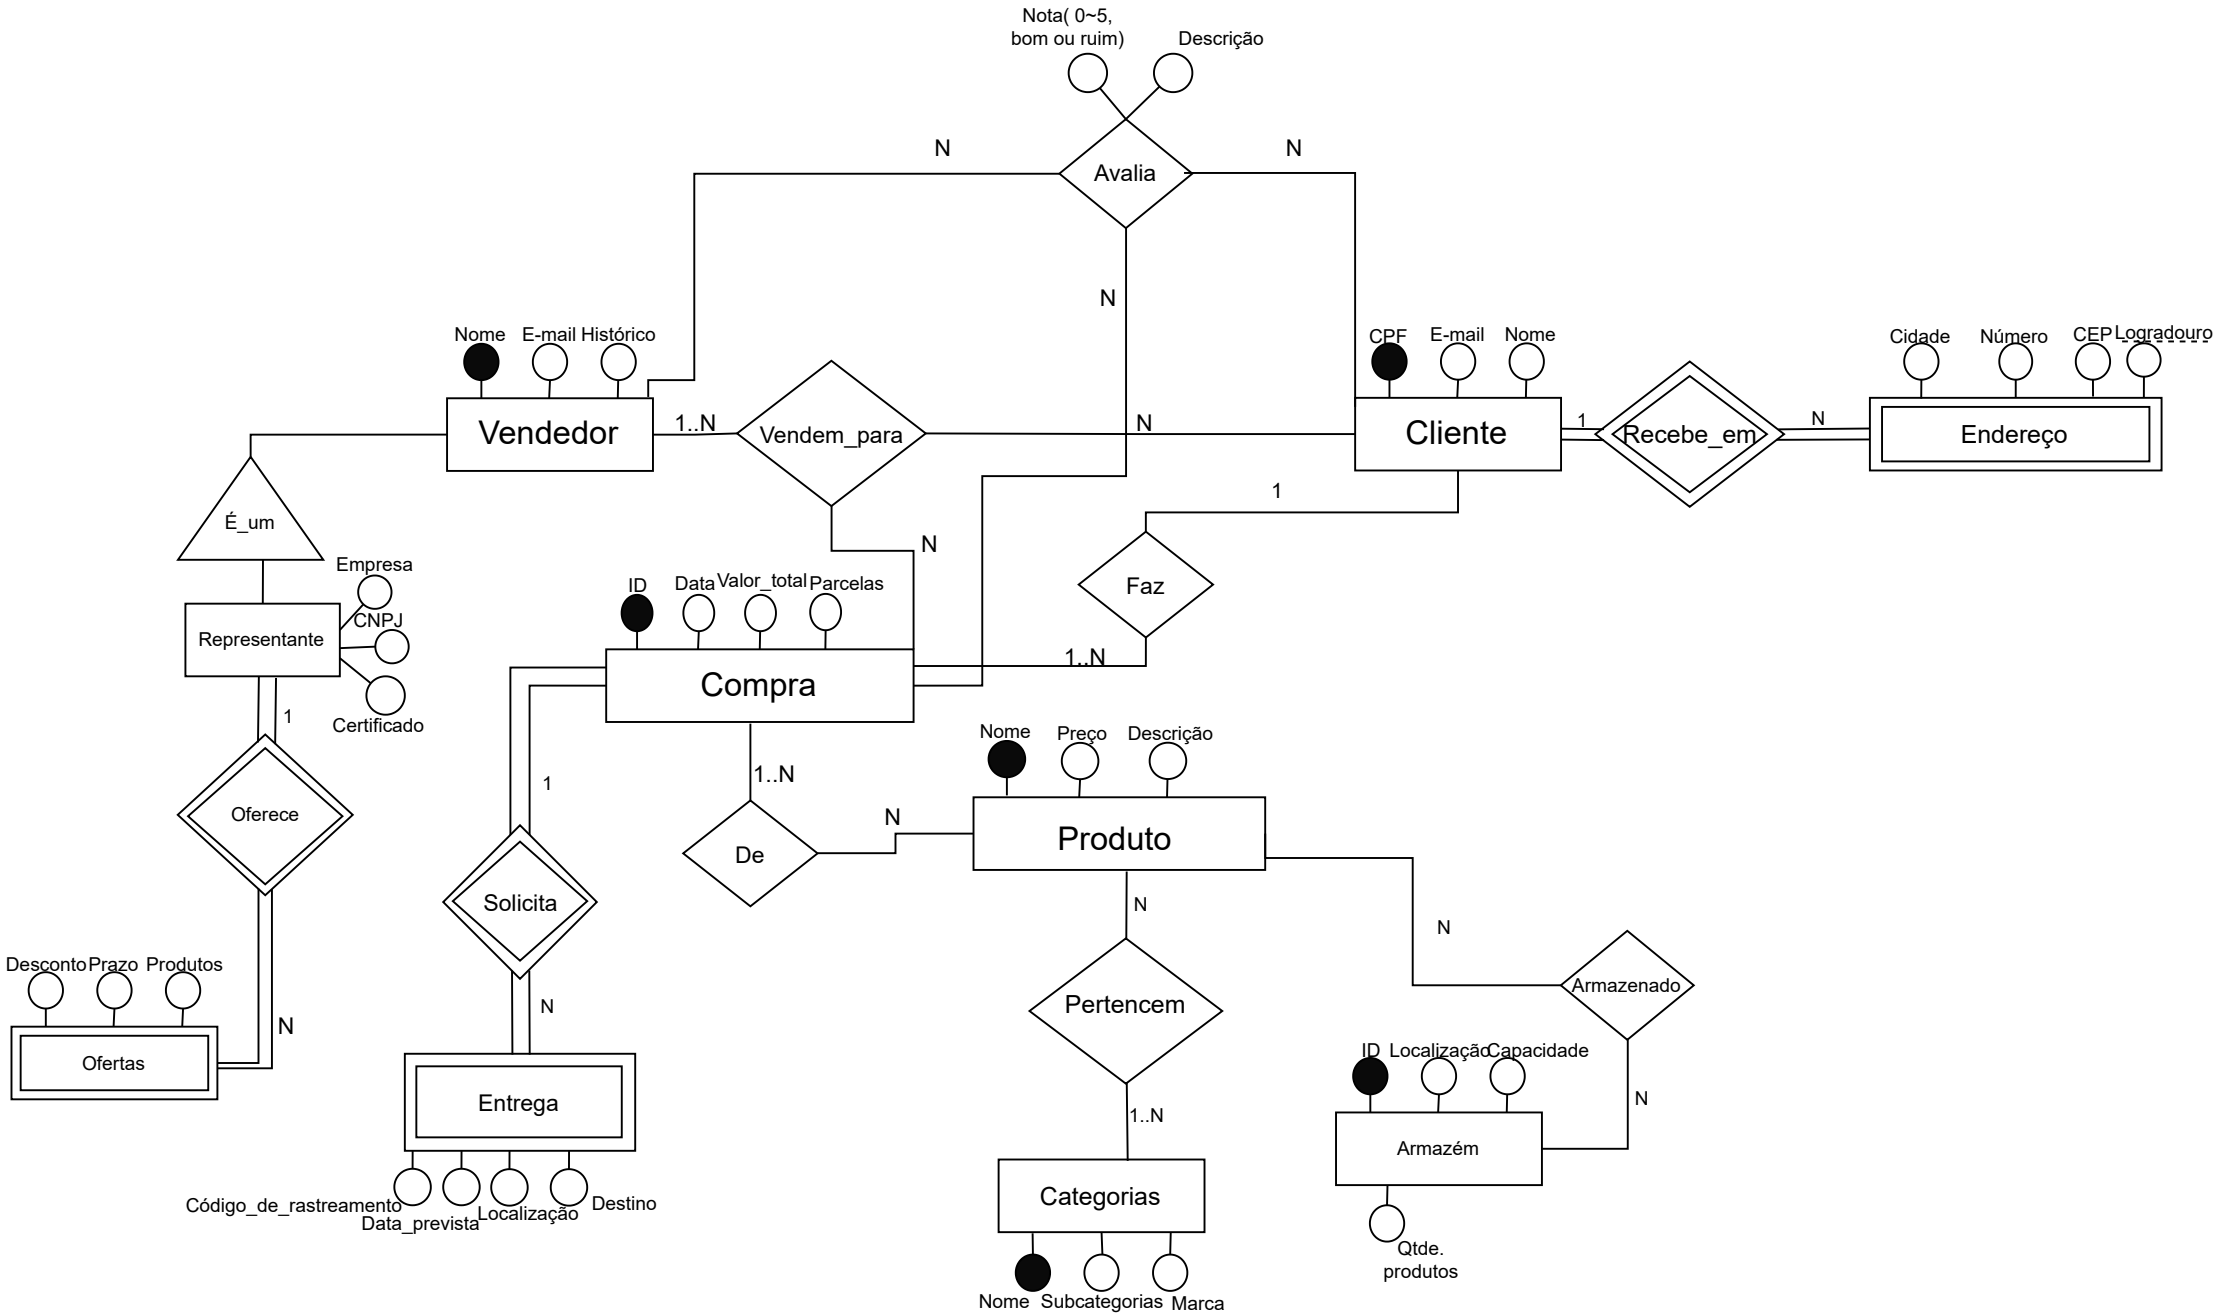 Nota( 0~5,
bom ou ruim)
Descrição
N
Avalia
N
N
Nome
E-mail
Histórico
CPF
E-mail
Nome
Cidade
Número
CEP
Logradouro
Vendedor
1..N
Vendem_para
N
Cliente
1
Recebe_em
N
Endereço
1
É_um
N
Empresa
ID
Data
Valor_total
Parcelas
Faz
CNPJ
Representante
1..N
Compra
Certificado
1
Nome
Preço
Descrição
1..N
1
Oferece
N
Produto
De
Solicita
N
N
Desconto
Prazo
Produtos
Pertencem
Armazenado
N
N
Ofertas
ID
Localização
Capacidade
Entrega
1..N
N
Armazém
Código_de_rastreamento
Data_prevista
Localização
Destino
Categorias
Qtde.
produtos
Nome
Subcategorias
Marca